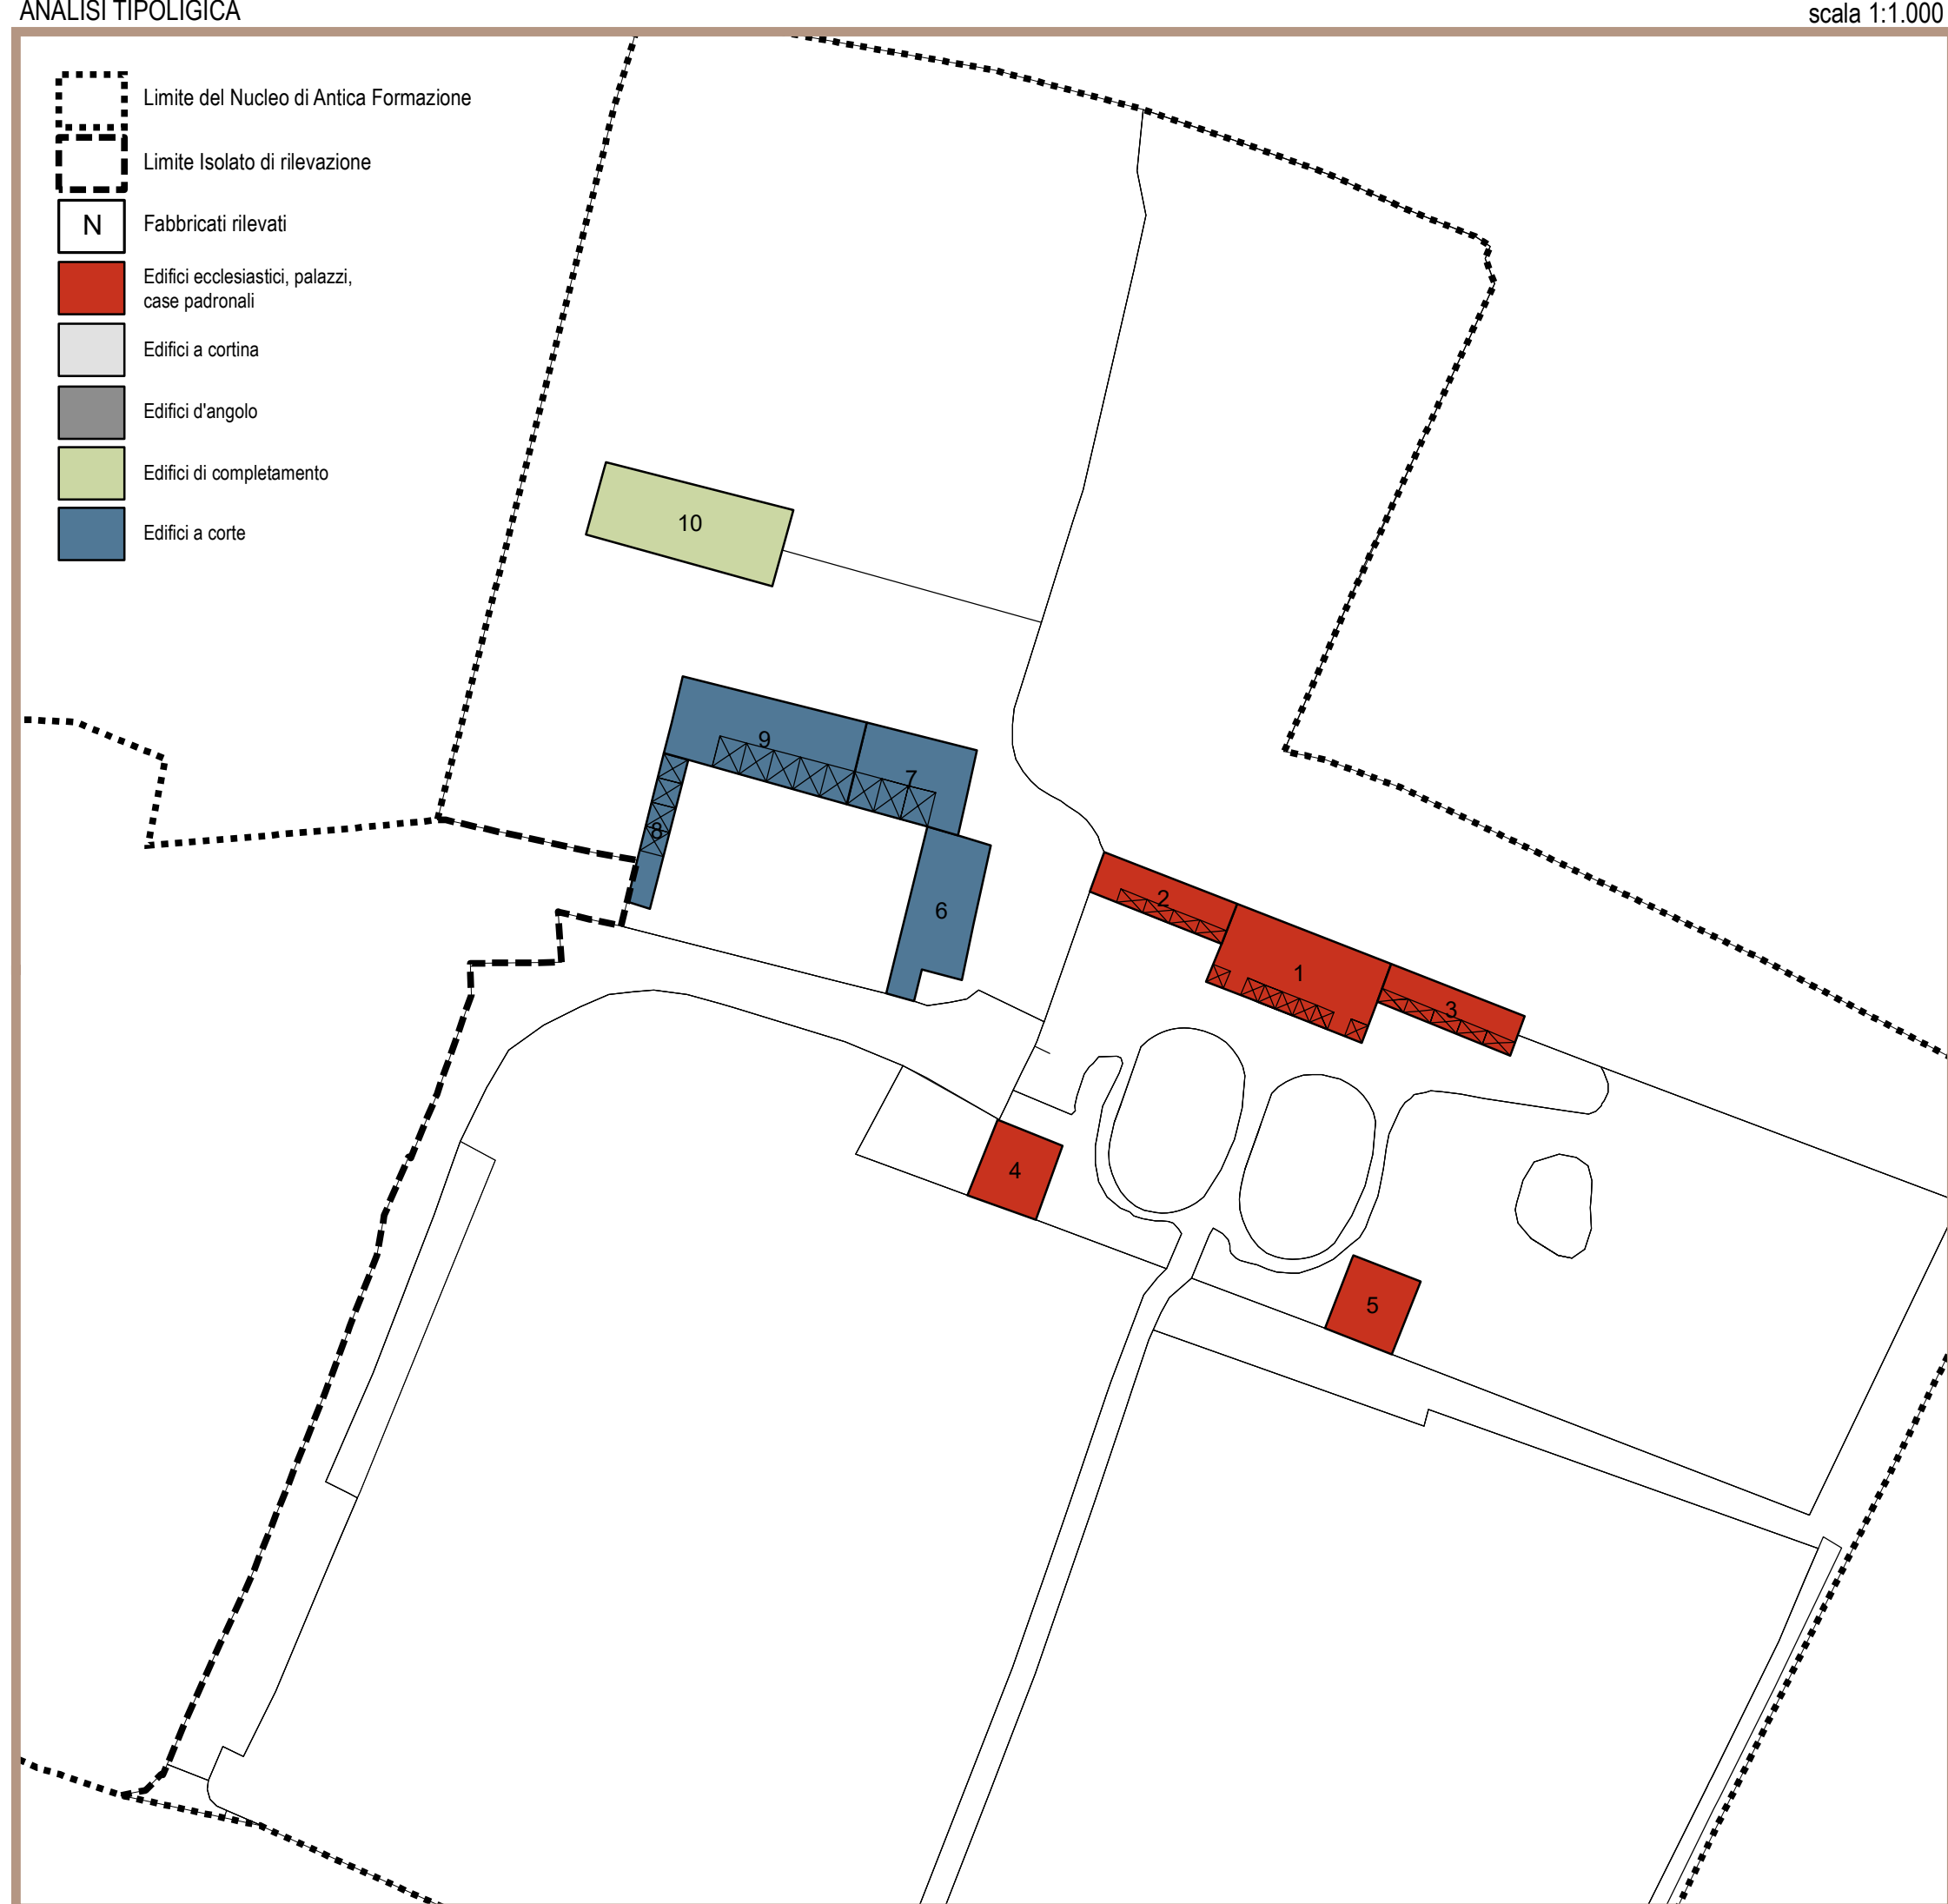 ANALISI TIPOLIGICA
scala 1:1.000
Limite del Nucleo di Antica Formazione
Limite Isolato di rilevazione
N
Fabbricati rilevati
Edifici ecclesiastici, palazzi,
case padronali
Edifici a cortina
Edifici d'angolo
Edifici di completamento
Edifici a corte
10
9
7
8
6
2
1
3
4
5